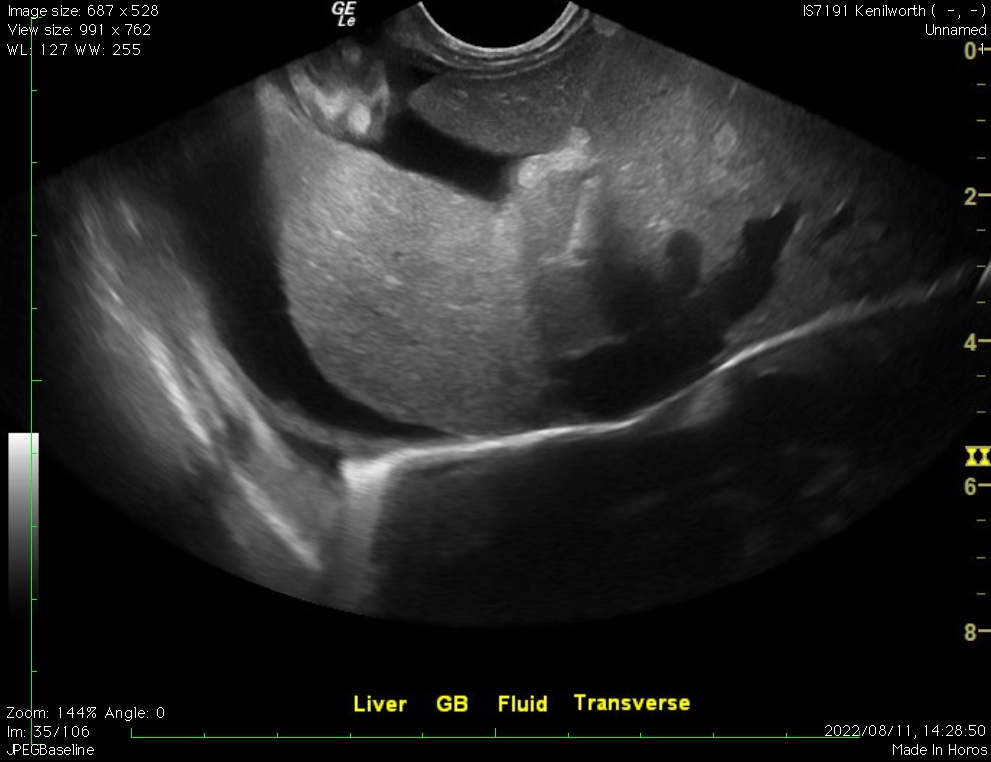 Image size: 687 x 528
View size: 991 x 762
WL: 127 WW: 255
GE
Le
IS7191 Kenilworth ( -, -)
Unnamed
0
2
4
6
8
Liver GB Fluid Transverse
Zoom: 144% Angle: 0
Im: 35/106
JPEGBaseline
2022/08/11, 14:28:50
Made In Horos